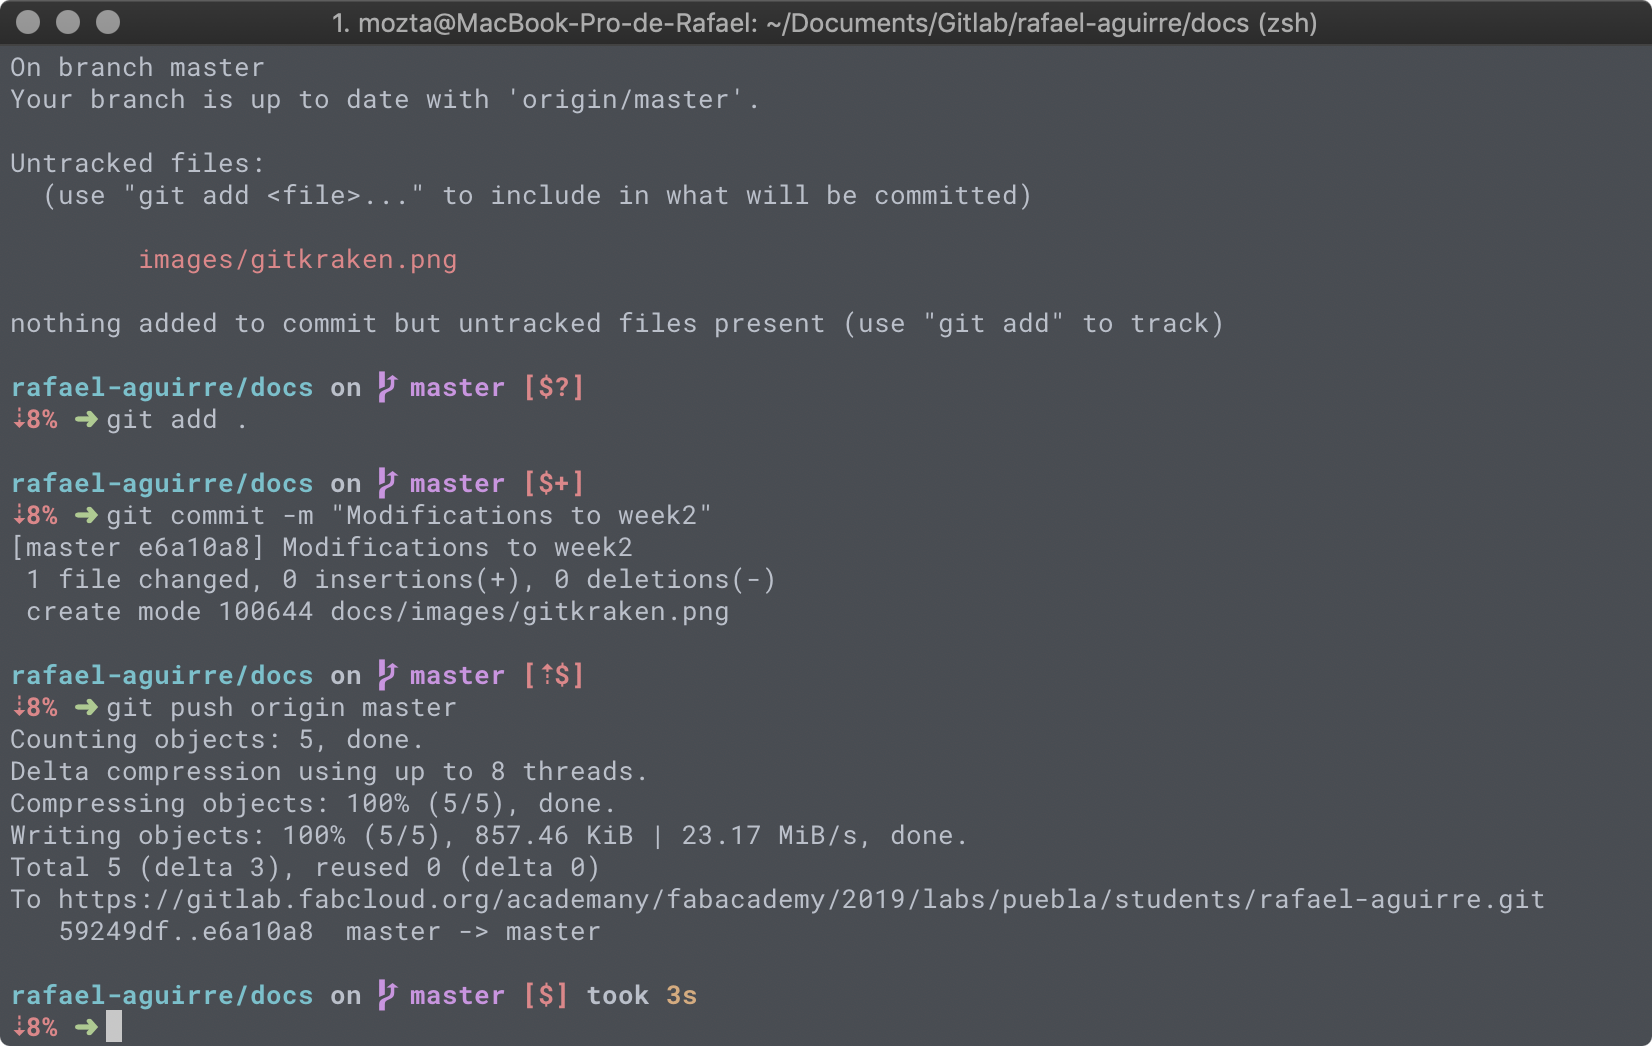 1. mozta@MacBook-Pro-de-Rafael: ~/Documents/Gitlab/rafael-aguirre/docs (zsh)
On branch master
Your branch is up to date with 'origin/master'.
Untracked files:
  (use "git add <file>..." to include in what will be committed)
        images/gitkraken.png
nothing added to commit but untracked files present (use "git add" to track)
rafael-aguirre/docs on master [$?]
⇣8% ➜ git add .
rafael-aguirre/docs on master [$+]
⇣8% ➜ git commit -m "Modifications to week2"
[master e6a10a8] Modifications to week2
 1 file changed, 0 insertions(+), 0 deletions(-)
 create mode 100644 docs/images/gitkraken.png
rafael-aguirre/docs on master [⇡$]
⇣8% ➜ git push origin master
Counting objects: 5, done.
Delta compression using up to 8 threads.
Compressing objects: 100% (5/5), done.
Writing objects: 100% (5/5), 857.46 KiB | 23.17 MiB/s, done.
Total 5 (delta 3), reused 0 (delta 0)
To https://gitlab.fabcloud.org/academany/fabacademy/2019/labs/puebla/students/rafael-aguirre.git
   59249df..e6a10a8  master -> master
rafael-aguirre/docs on master [$] took 3s
⇣8% ➜